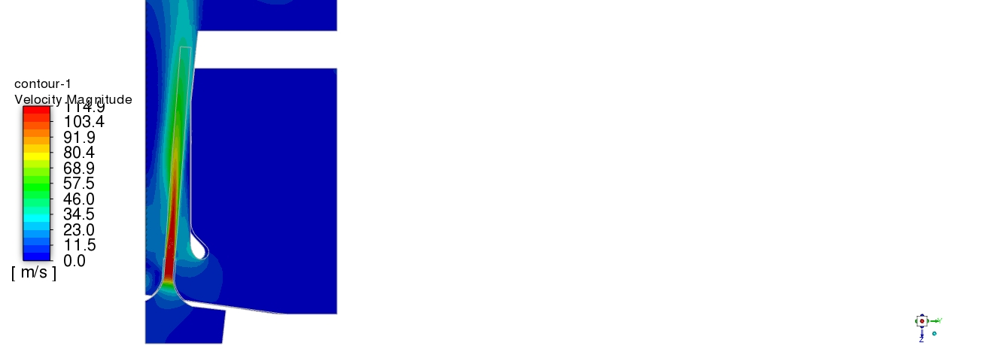 contour-1
Velocity Magnitude
114.9
103.4
91.9
80.4
68.9
57.5
46.0
34.5
23.0
11.5
0.0
[ m/s ]
Y
Z